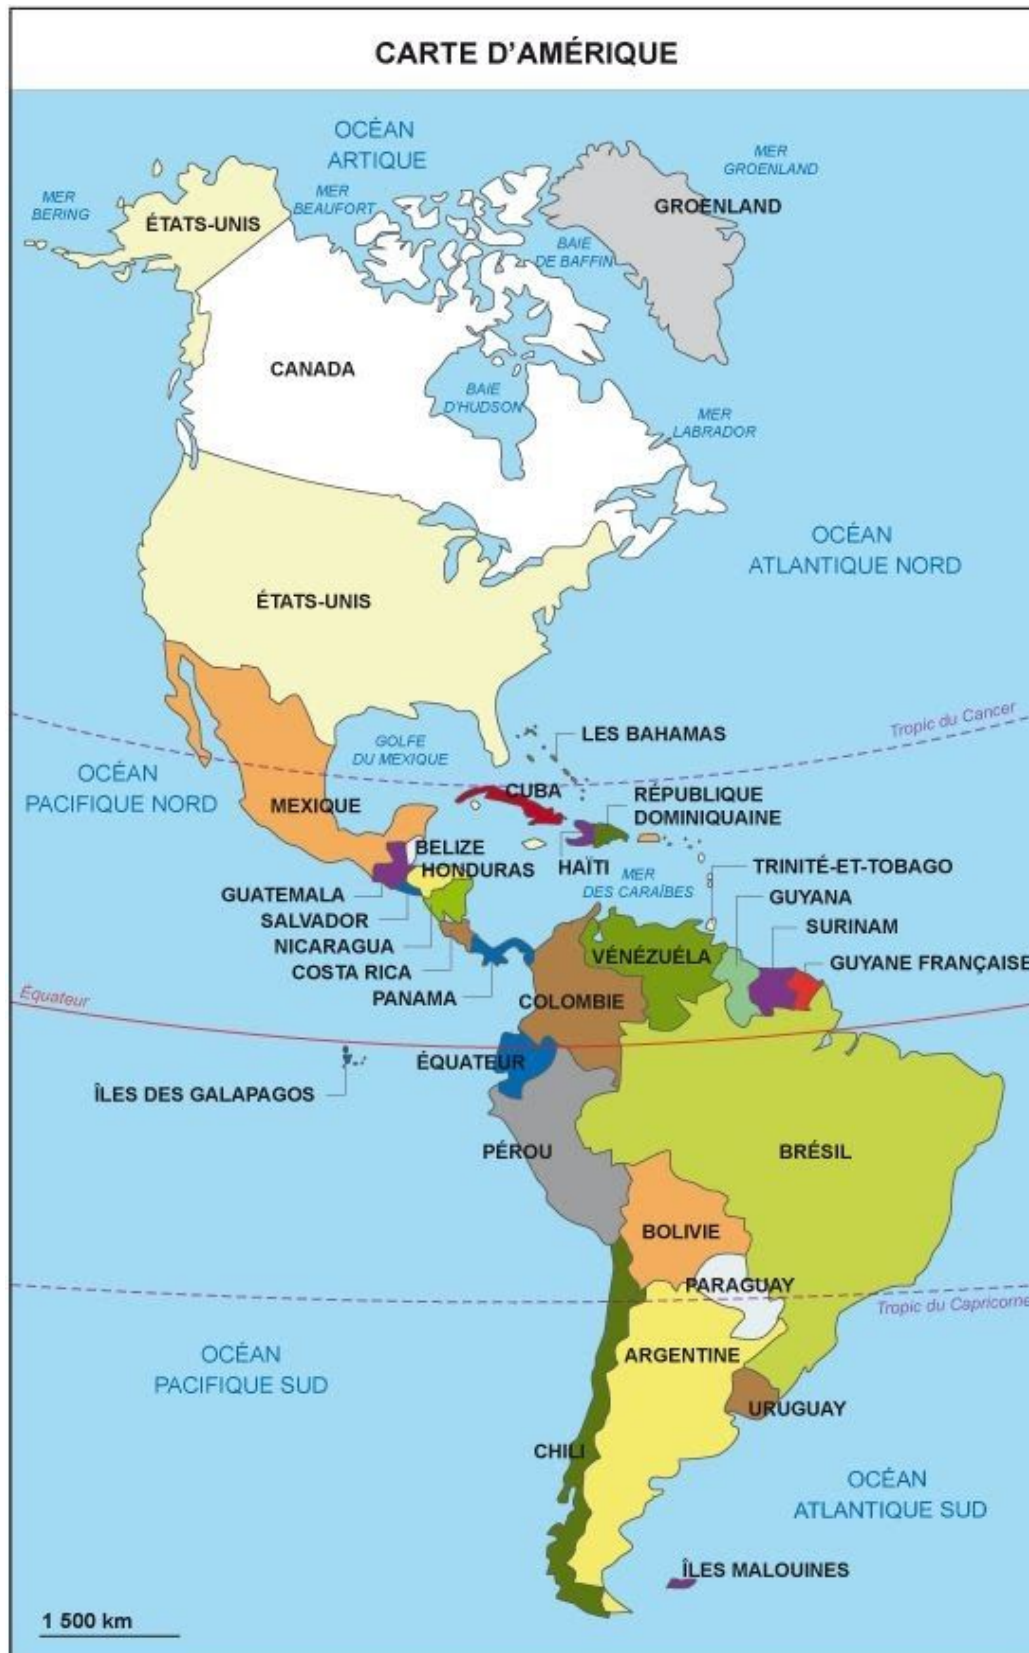 CARTE D'AMÉRIQUE
OCÉAN
ARTIQUE
MER
GROENLAND
MER
BERING
MER
BEAUFORT
ÉTATS-UNIS
GROENLAND
BAIE
DE BAFFIN
CANADA
BAIE
D'HUDSON
MER
LABRADOR
OCÉAN
ATLANTIQUE NORD
ÉTATS-UNIS
Tropic du Cancer
LES BAHAMAS
GOLFE
DU MEXIQUE
OCÉAN
PACIFIQUE NORD
MEXIQUE
CUBA
RÉPUBLIQUE
DOMINIQUAINE
BELIZE
HONDURAS
HAÏTI
MER
DES CARAÏBES
TRINITÉ-ET-TOBAGO
GUATEMALA
GUYANA
SALVADOR
SURINAM
NICARAGUA
VÉNÉZUÉLA
GUYANE FRANÇAISE
COSTA RICA
PANAMA
COLOMBIE
Équateur
ÉQUATEUR
ÎLES DES GALAPAGOS
PÉROU
BRÉSIL
BOLIVIE
PARAGUAY
Tropic du Capricorne
OCÉAN
PACIFIQUE SUD
ARGENTINE
URUGUAY
CHILI
OCÉAN
ATLANTIQUE SUD
ÎLES MALOUINES
1 500 km